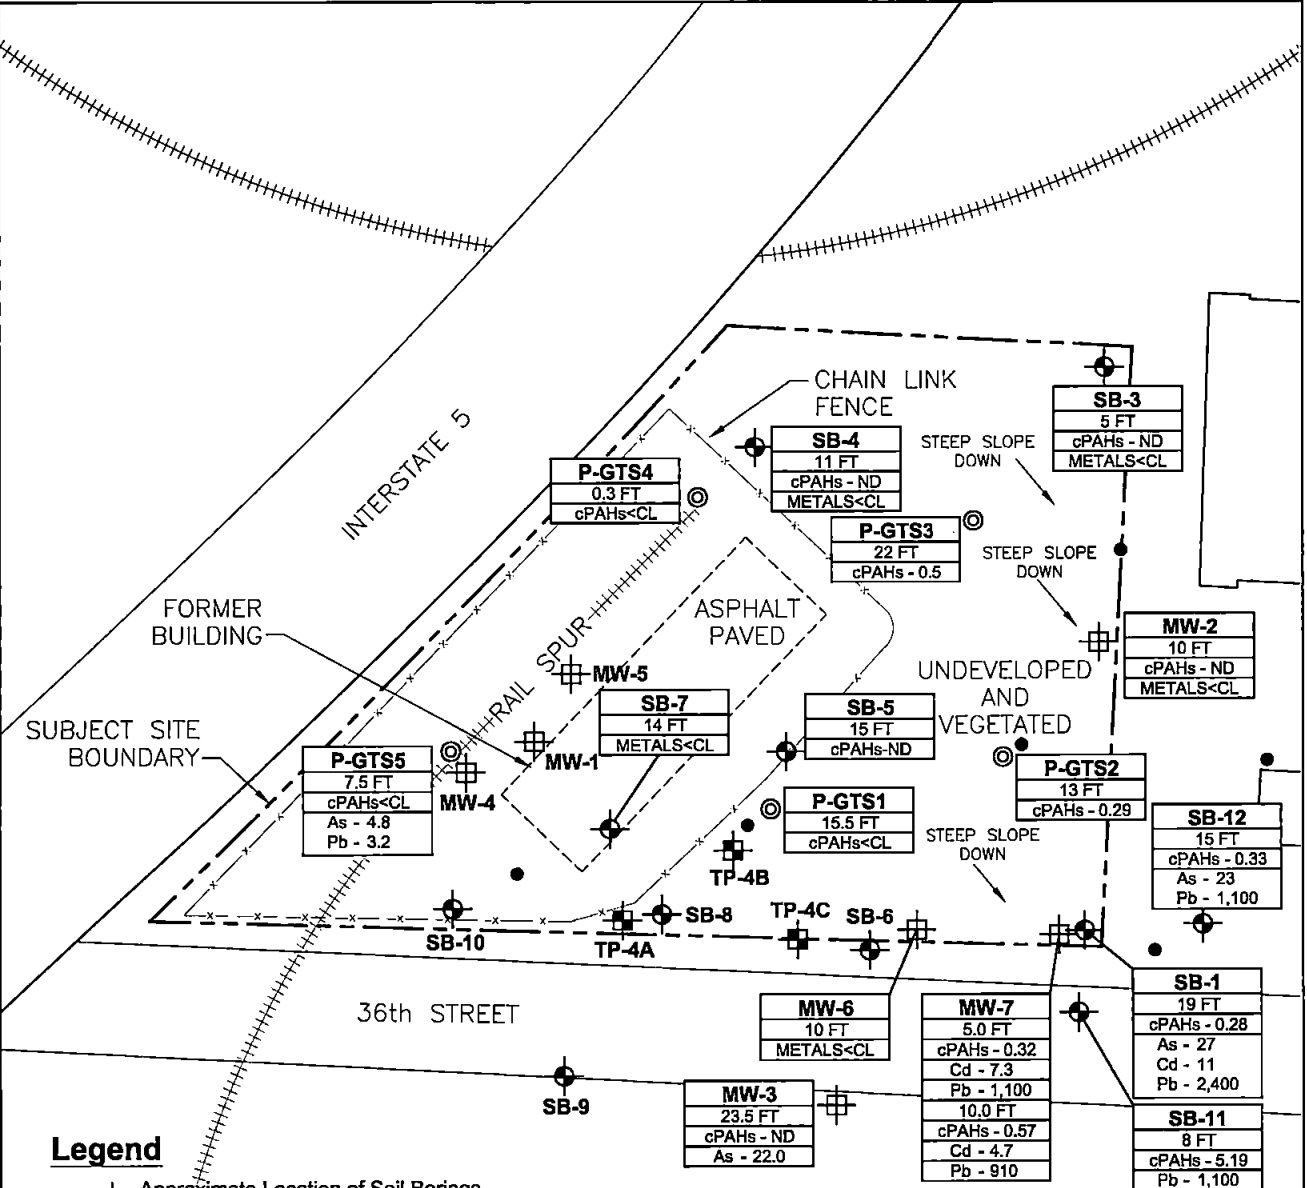 CHAIN LINK
FENCE
INTERSTATE 5
SB-3
5 FT
cPAHs - ND
METALS<CL
STEEP SLOPE
DOWN
SB-4
11 FT
cPAHs - ND
METALS<CL
P-GTS4
0.3 FT
cPAHs<CL
P-GTS3
22 FT
cPAHs - 0.5
STEEP SLOPE
DOWN
FORMER
BUILDING
ASPHALT
PAVED
RAIL SPUR
MW-2
10 FT
cPAHs - ND
METALS<CL
UNDEVELOPED
AND
VEGETATED
MW-5
SB-7
14 FT
METALS<CL
SB-5
15 FT
cPAHs-ND
SUBJECT SITE
BOUNDARY
P-GTS5
7.5 FT
cPAHs<CL
As - 4.8
Pb - 3.2
MW-1
MW-4
P-GTS2
13 FT
cPAHs - 0.29
P-GTS1
15.5 FT
cPAHs<CL
SB-12
15 FT
cPAHs - 0.33
As - 23
Pb - 1,100
STEEP SLOPE
DOWN
TP-4B
SB-10
TP-4A
SB-8
TP-4C
SB-6
36th STREET
MW-6
10 FT
METALS<CL
MW-7
5.0 FT
cPAHs - 0.32
Cd - 7.3
Pb - 1,100
10.0 FT
cPAHs - 0.57
Cd - 4.7
Pb - 910
SB-1
19 FT
cPAHs - 0.28
As - 27
Cd - 11
Pb - 2,400
SB-9
MW-3
23.5 FT
cPAHs - ND
As - 22.0
SB-11
8 FT
cPAHs - 5.19
Pb - 1,100
Legend
Approximate Location of Soil Borings